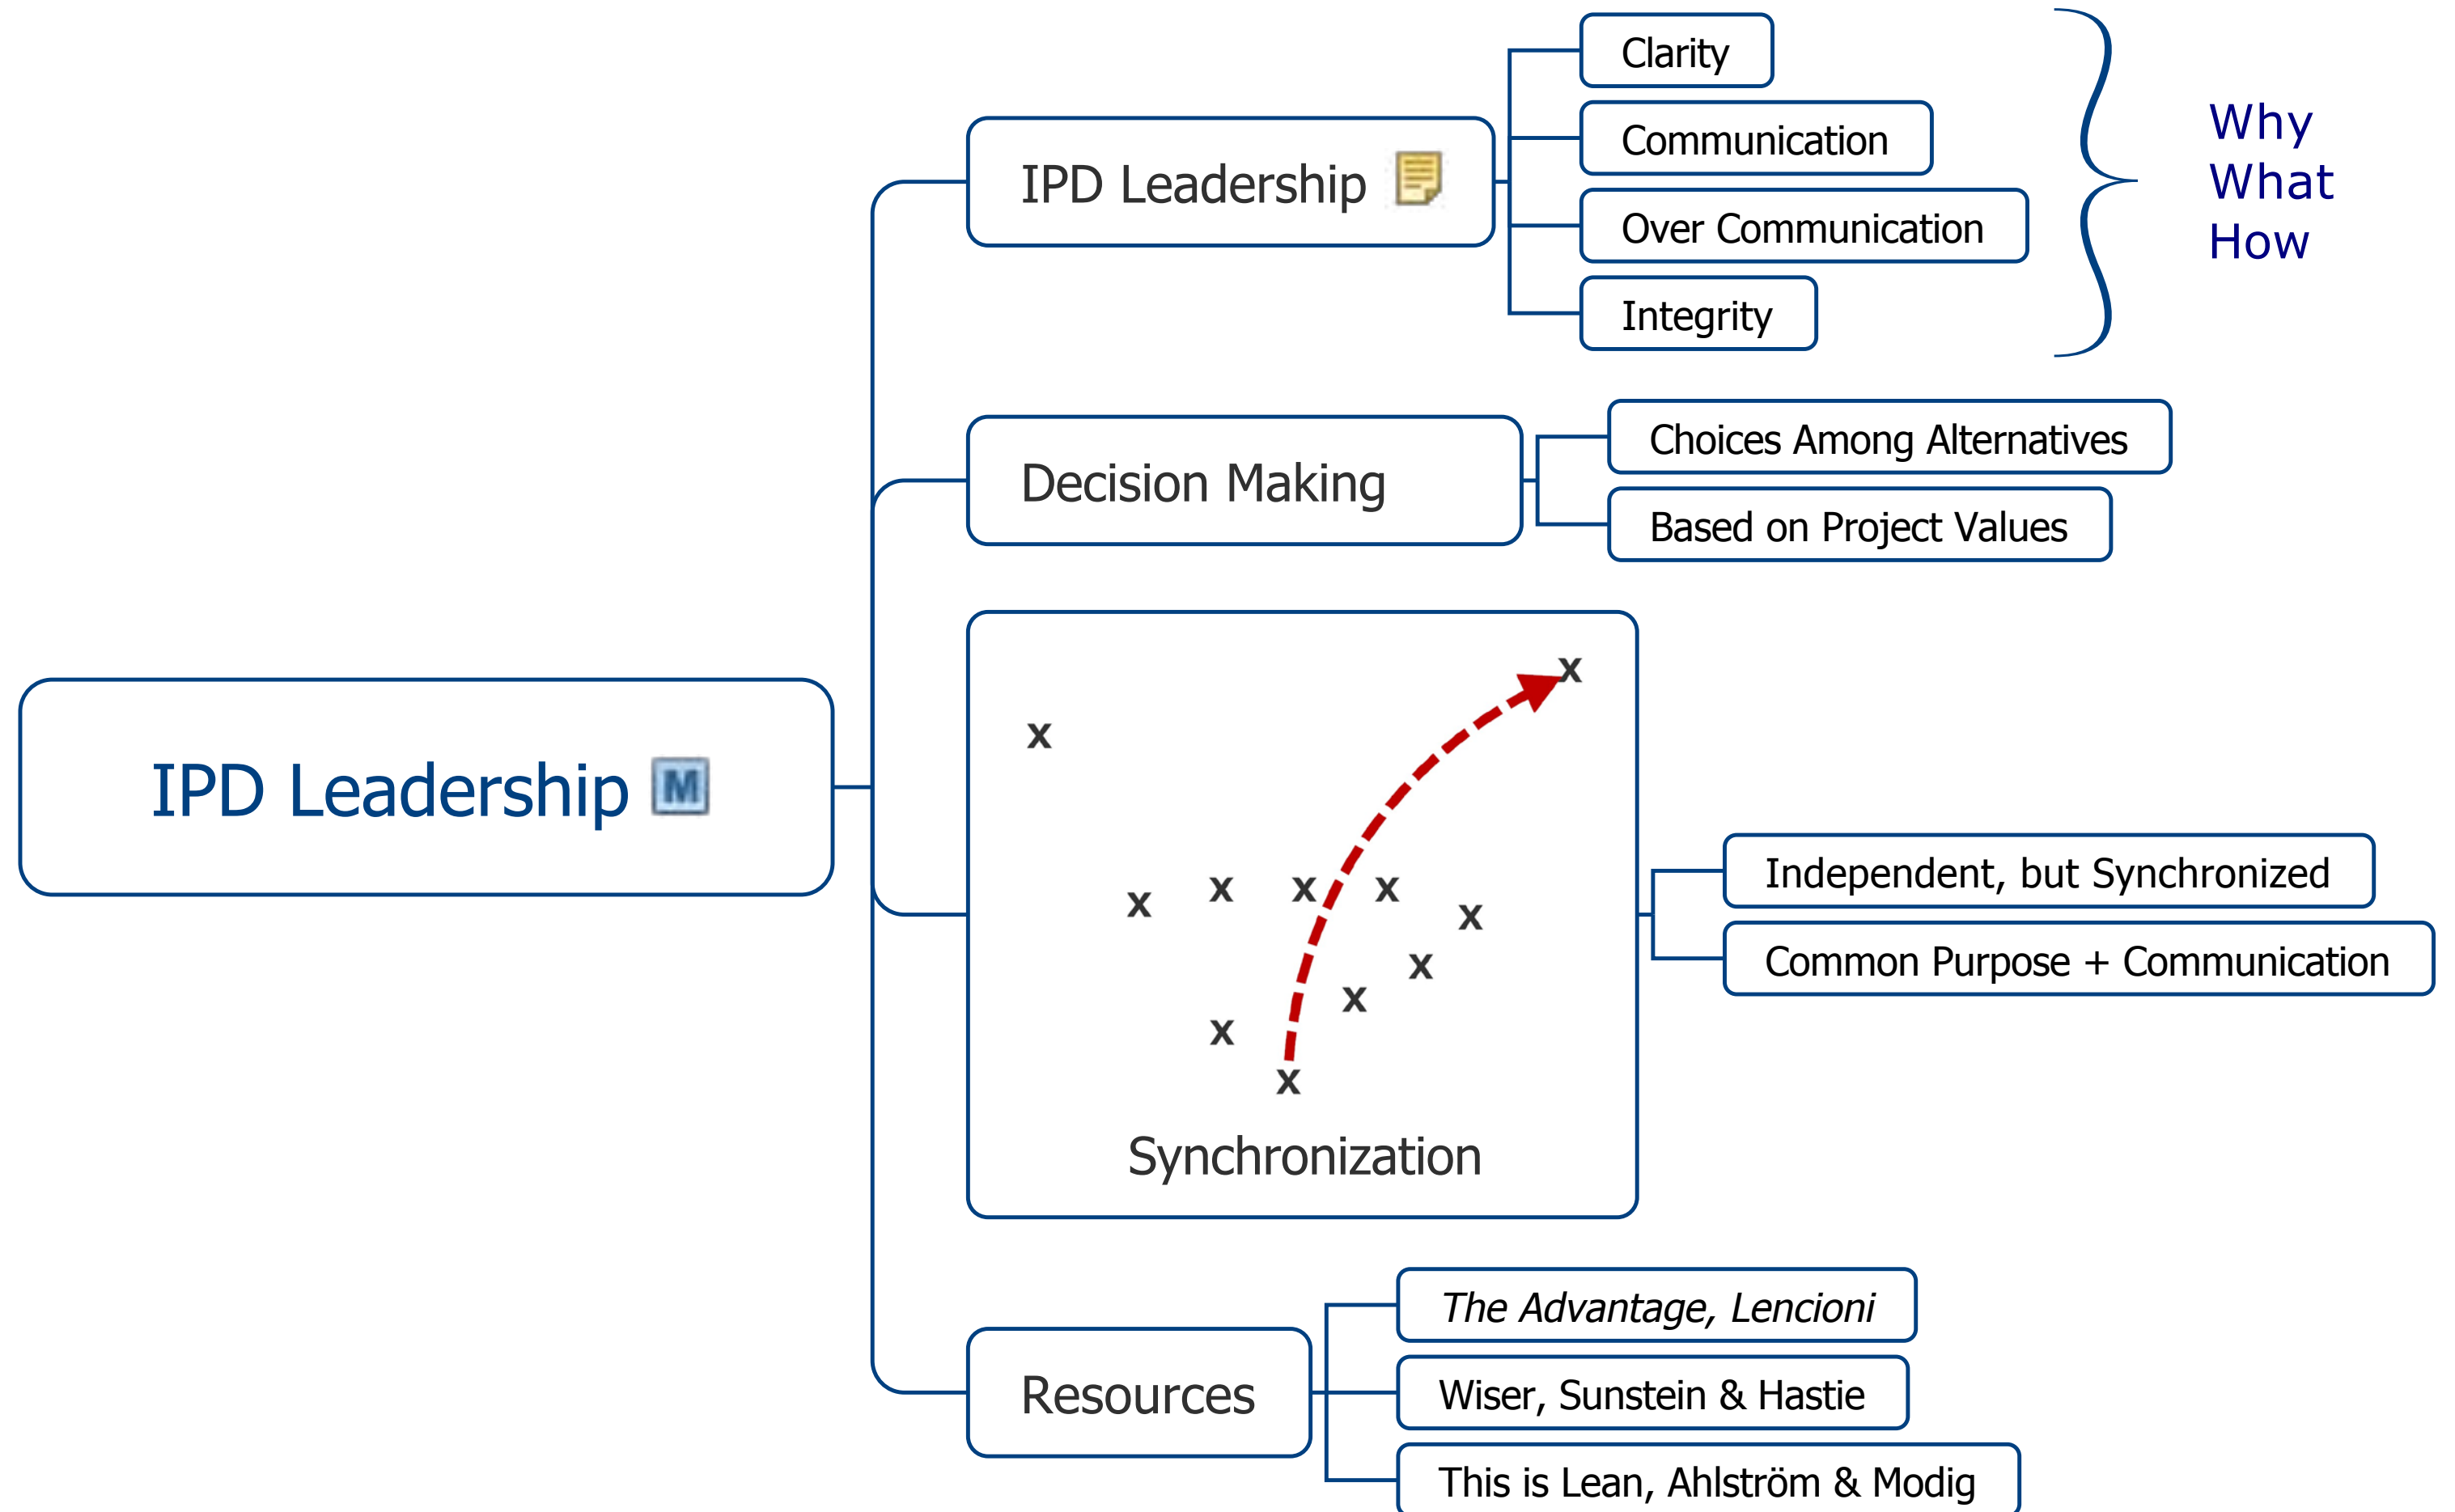 IPD Leadership M
IPD Leadership
Clarity
Communication
Over Communication
Integrity
Why
What
How
Decision Making
Choices Among Alternatives
Based on Project Values
x
x
x
x
x
x
x
x
x
x
x
Synchronization
Independent, but Synchronized
Common Purpose + Communication
Resources
The Advantage, Lencioni
Wiser, Sunstein & Hastie
This is Lean, Ahlström & Modig